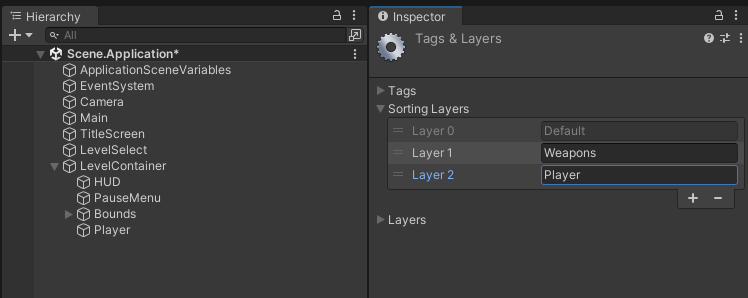 Hierarchy
All
Scene.Application*
ApplicationSceneVariables
EventSystem
Camera
Main
TitleScreen
LevelSelect
LevelContainer
HUD
PauseMenu
Bounds
Player
Inspector
Tags & Layers
Tags
Sorting Layers
Layer 0 Default
Layer 1 Weapons
Layer 2 Player
Layers